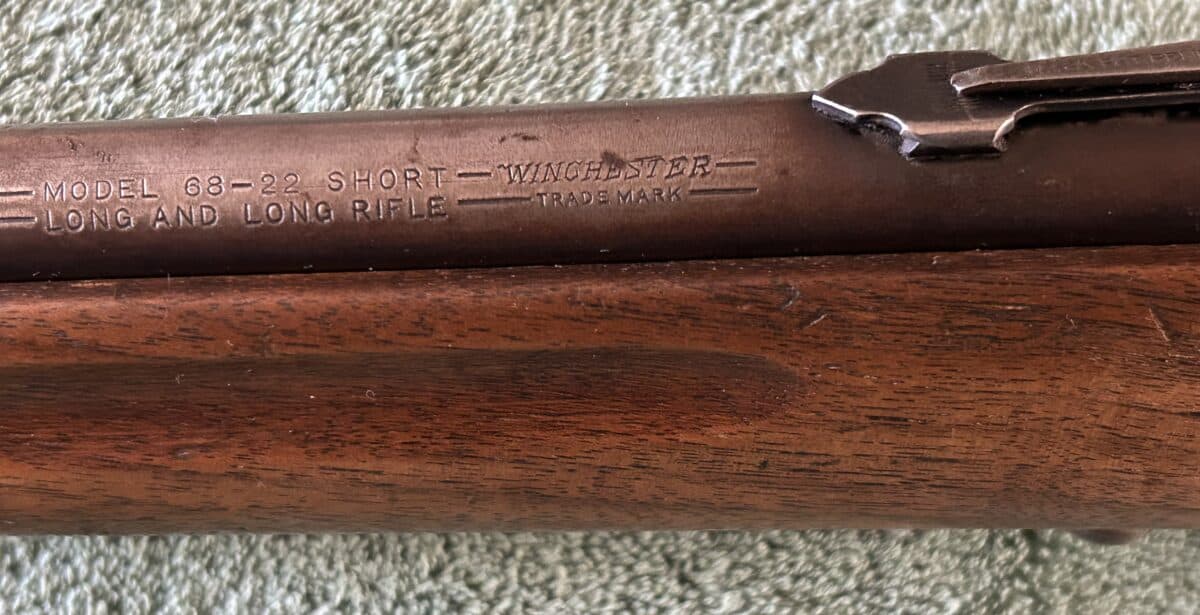 MODEL 68-22 SHORT
LONG AND LONG RIFLE
WINCHESTER
TRADE MARK